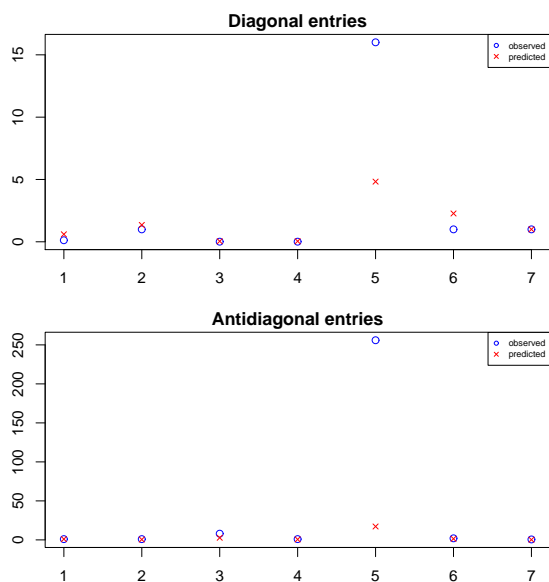 Diagonal entries
observed
predicted
15
10
5
0
1 2 3 4 5 6 7
Antidiagonal entries
observed
predicted
250
200
150
100
50
0
1 2 3 4 5 6 7